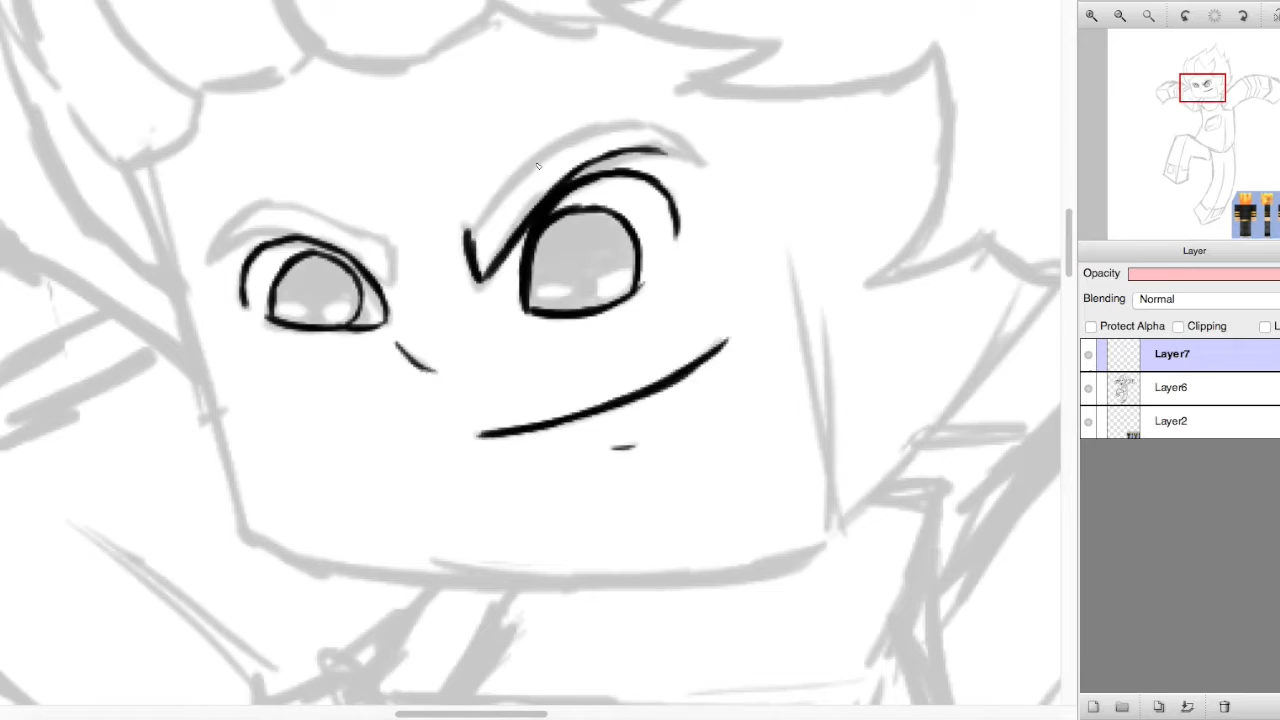 Layer
Opacity
Blending
Normal
Protect Alpha
Clipping
Layer7
Layer6
Layer2